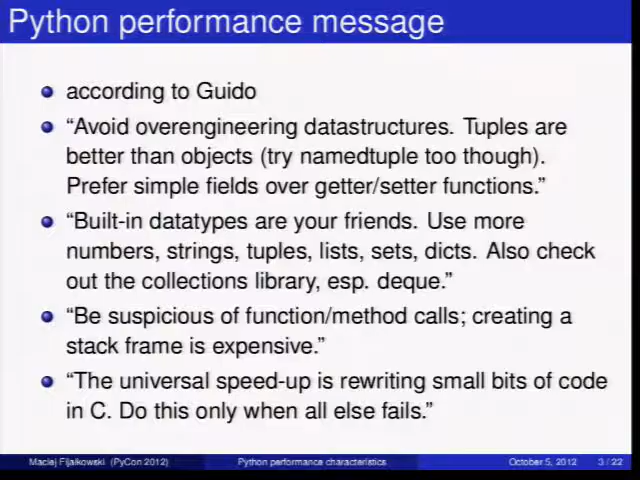 Python performance message
according to Guido
“Avoid overengineering datastructures. Tuples are
better than objects (try namedtuple too though).
Prefer simple fields over getter/setter functions.”
“Built-in datatypes are your friends. Use more
numbers, strings, tuples, lists, sets, dicts. Also check
out the collections library, esp. deque.”
“Be suspicious of function/method calls; creating a
stack frame is expensive.”
“The universal speed-up is rewriting small bits of code
in C. Do this only when all else fails.”
Maciej Fijalkowski (PyCon 2012) Python performance characteristics October 5, 2012 3 / 22